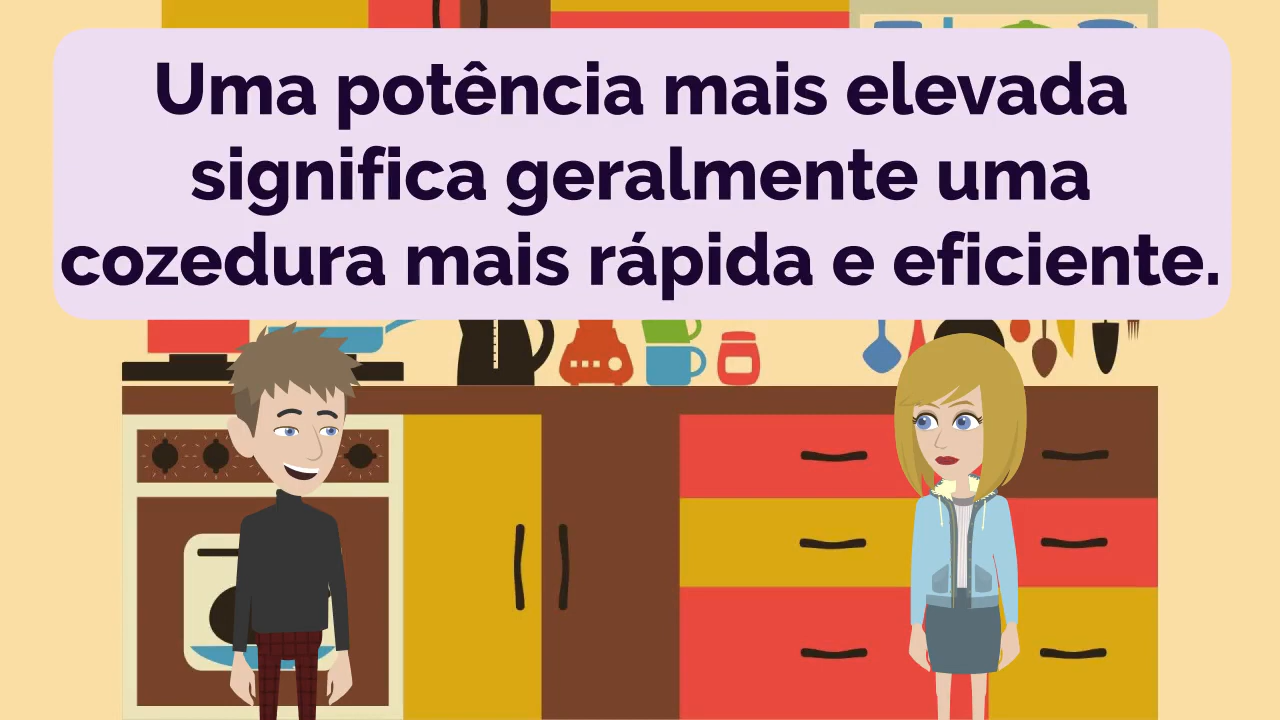 Uma potência mais elevada
significa geralmente uma
cozedura mais rápida e eficiente.